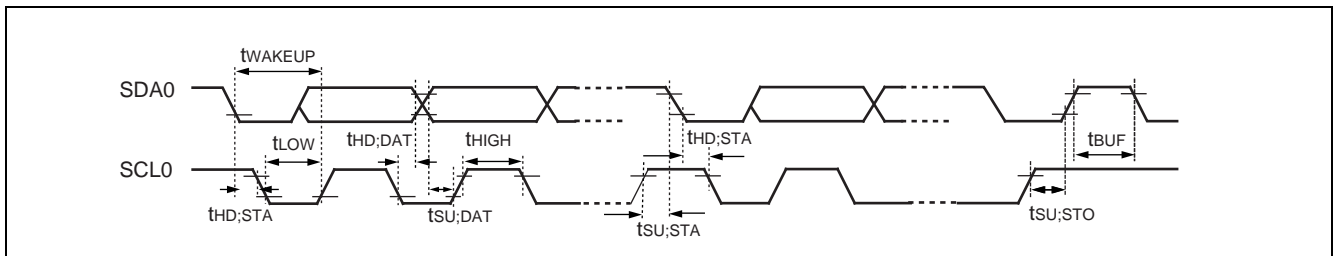 tWAKEUP
SDA0
tLOW
tHD;DAT
tHIGH
tHD;STA
tBUF
SCL0
tHD;STA
tSU;DAT
tSU;STA
tSU;STO